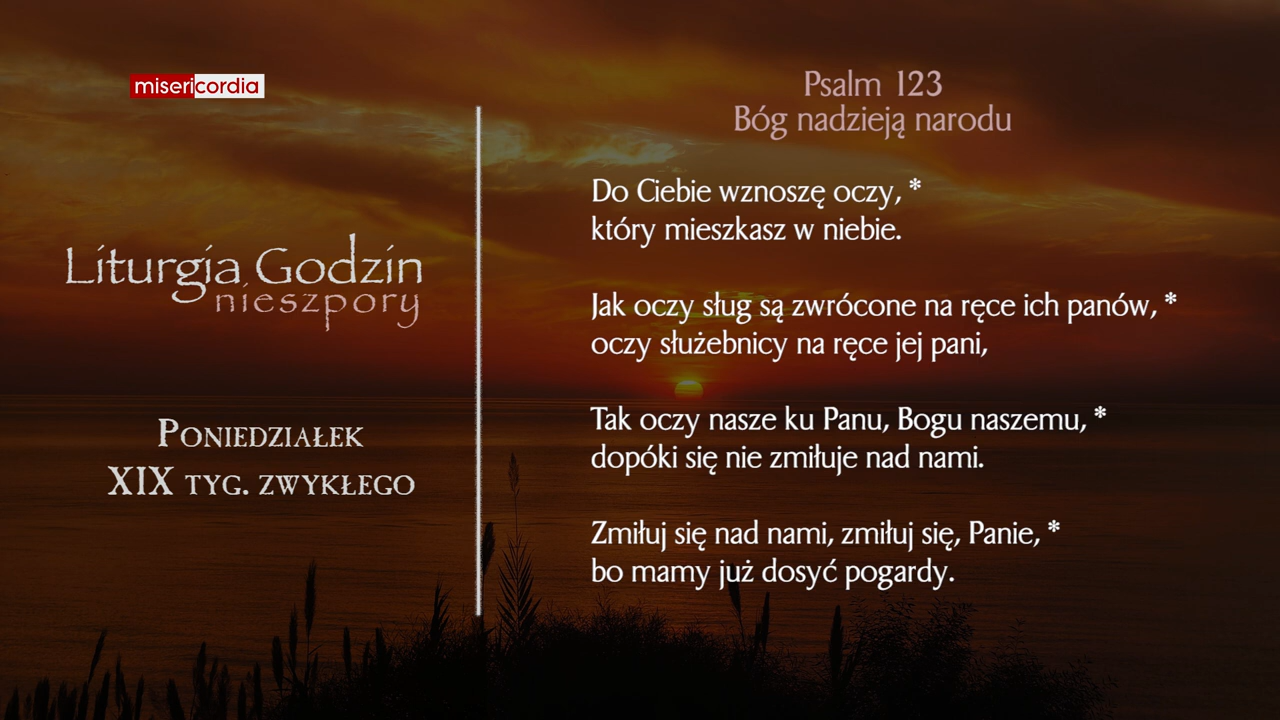 misericordia
Liturgia Godzin
nieszpory
Poniedziałek
XIX tyg. zwykłego
Psalm 123
Bóg nadzieją narodu
Do Ciebie wznoszę oczy, *
który mieszkasz w niebie.
Jak oczy sług są zwrócone na ręce ich panów, *
oczy służebnicy na ręce jej pani,
Tak oczy nasze ku Panu, Bogu naszemu, *
dopóki się nie zmiłuje nad nami.
Zmiłuj się nad nami, zmiłuj się, Panie, *
bo mamy już dosyć pogardy.